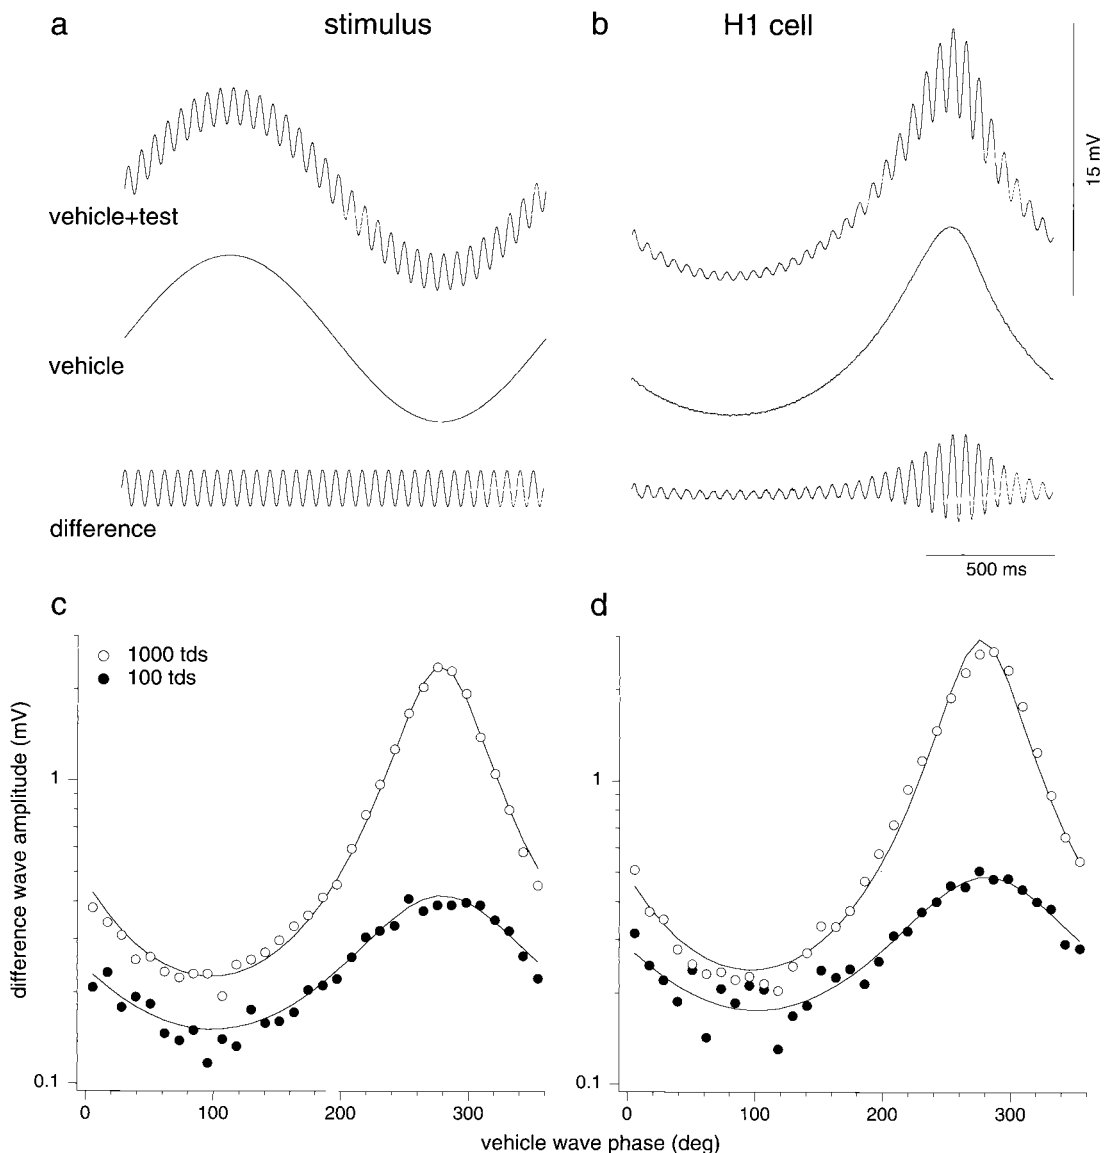 a
stimulus
b
H1 cell
vehicle+test
15 mV
vehicle
difference
500 ms
c
d
1000 tds
100 tds
difference wave amplitude (mV)
1
0.1
0
100
200
300
1
0.1
0
100
200
300
vehicle wave phase (deg)